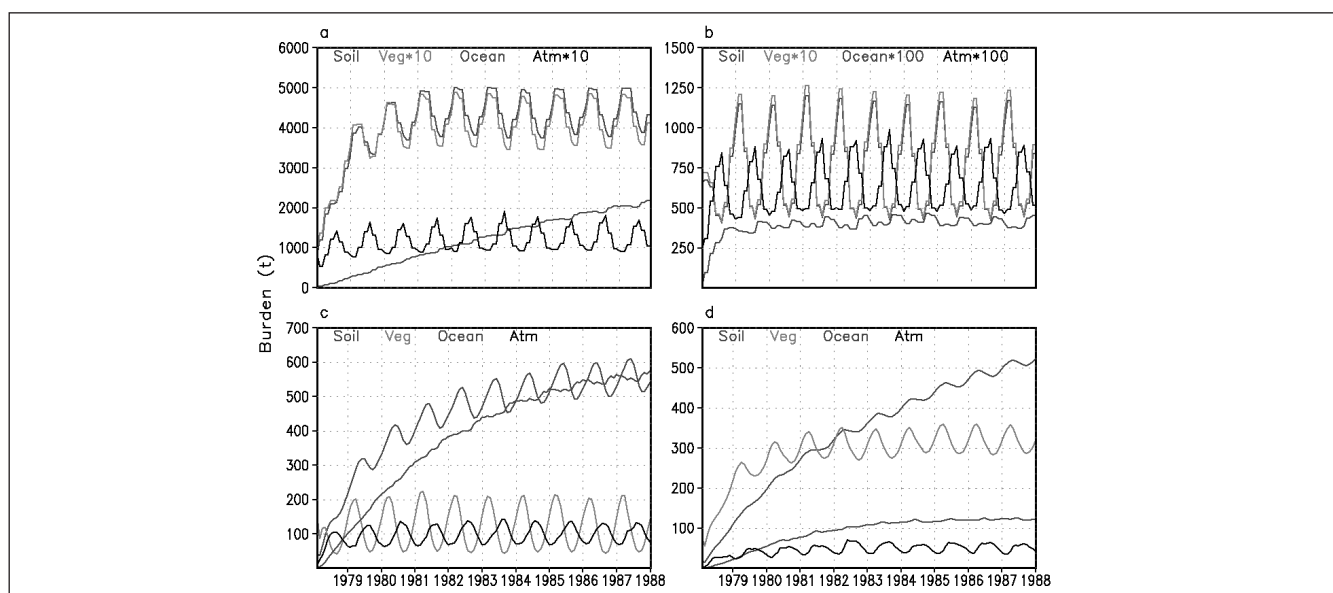 a
6000
Soil Veg*10 Ocean Atm*10
5000
4000
3000
2000
1000
0
b
1500
Soil Veg*10 Ocean*100 Atm*100
1250
1000
750
500
250
Burden (t)
c
700
Soil Veg Ocean Atm
600
500
400
300
200
100
1979 1980 1981 1982 1983 1984 1985 1986 1987 1988
d
600
Soil Veg Ocean Atm
500
400
300
200
100
1979 1980 1981 1982 1983 1984 1985 1986 1987 1988